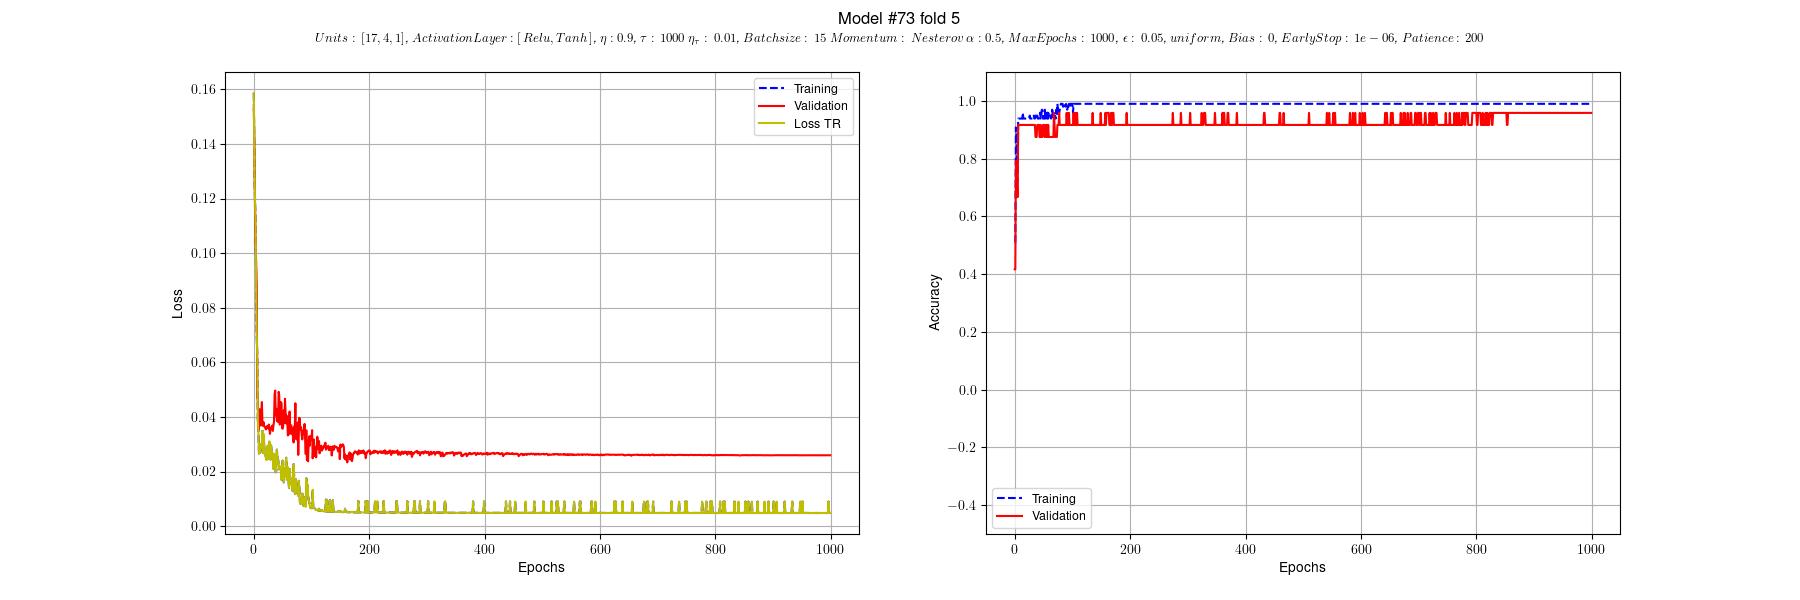 Model #73 fold 5
Units : [17, 4, 1], ActivationLayer : [ Relu, Tanh ], η : 0.9, τ : 1000 ητ : 0.01, Batchsize : 15 Momentum : Nesterov α : 0.5, MaxEpochs : 1000, ϵ : 0.05, uniform, Bias : 0, EarlyStop : 1e − 06, Patience : 200
0.16
0.14
0.12
0.10
0.08
0.06
0.04
0.02
0.00
Loss
0 200 400 600 800 1000
Epochs
Training
Validation
Loss TR
1.0
0.8
0.6
0.4
0.2
0.0
−0.2
−0.4
Accuracy
0 200 400 600 800 1000
Epochs
Training
Validation